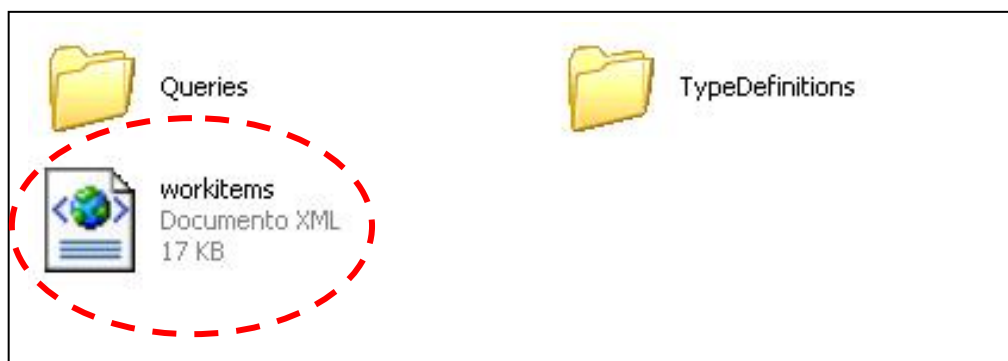 Queries
TypeDefinitions
workitems
Documento XML
17 KB